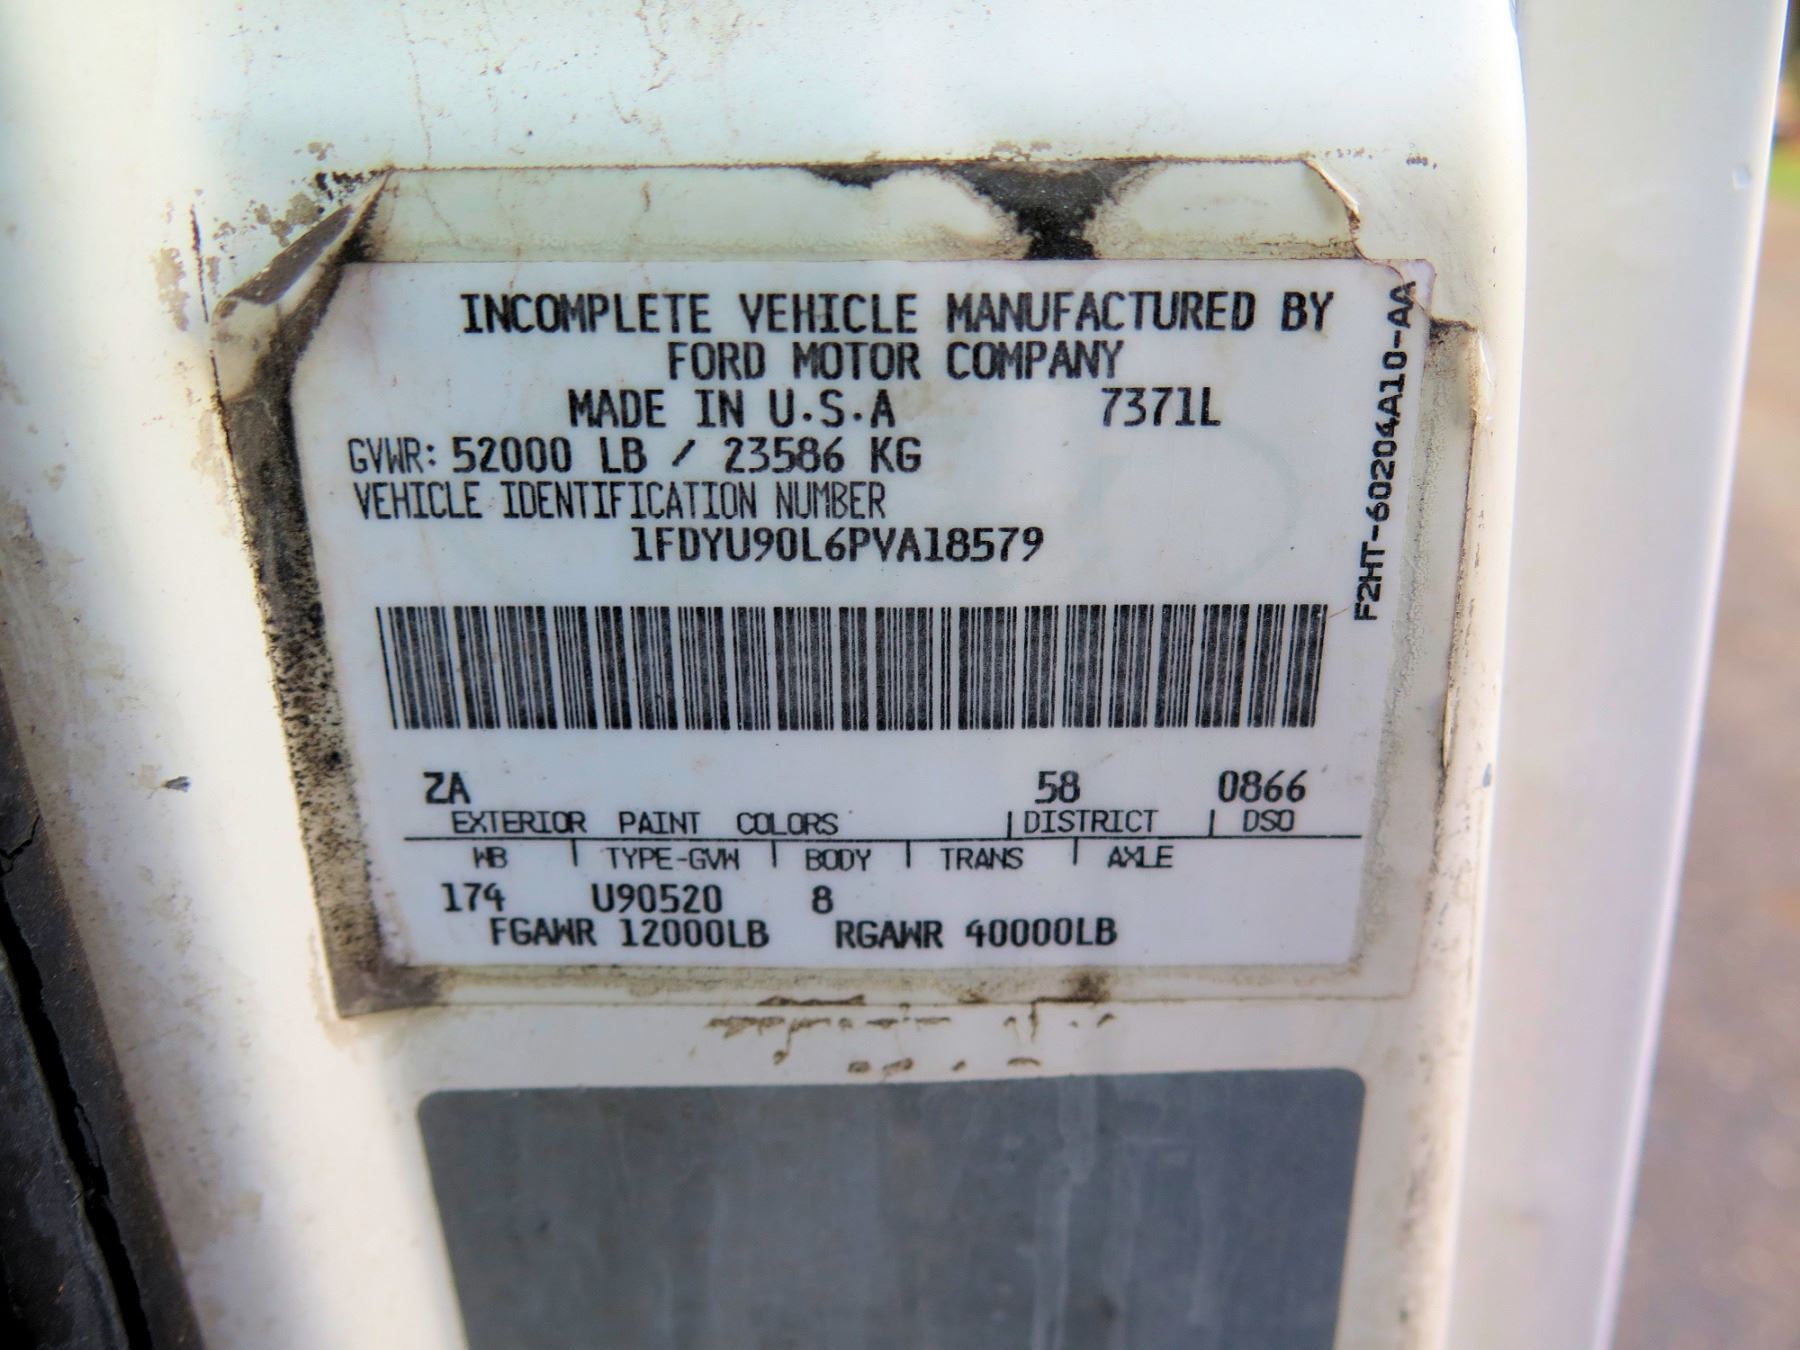 INCOMPLETE VEHICLE MANUFACTURED BY
FORD MOTOR COMPANY
MADE IN U.S.A 7371L
GVWR: 52000 LB / 23586 KG
VEHICLE IDENTIFICATION NUMBER
1FDYU90L6PVA18579
F2HT-60204A10-AA
ZA 58 0866
EXTERIOR PAINT COLORS | DISTRICT | DSO
WB | TYPE-GVW | BODY | TRANS | AXLE
174 U90520 8
FGAWR 12000LB RGAWR 40000LB